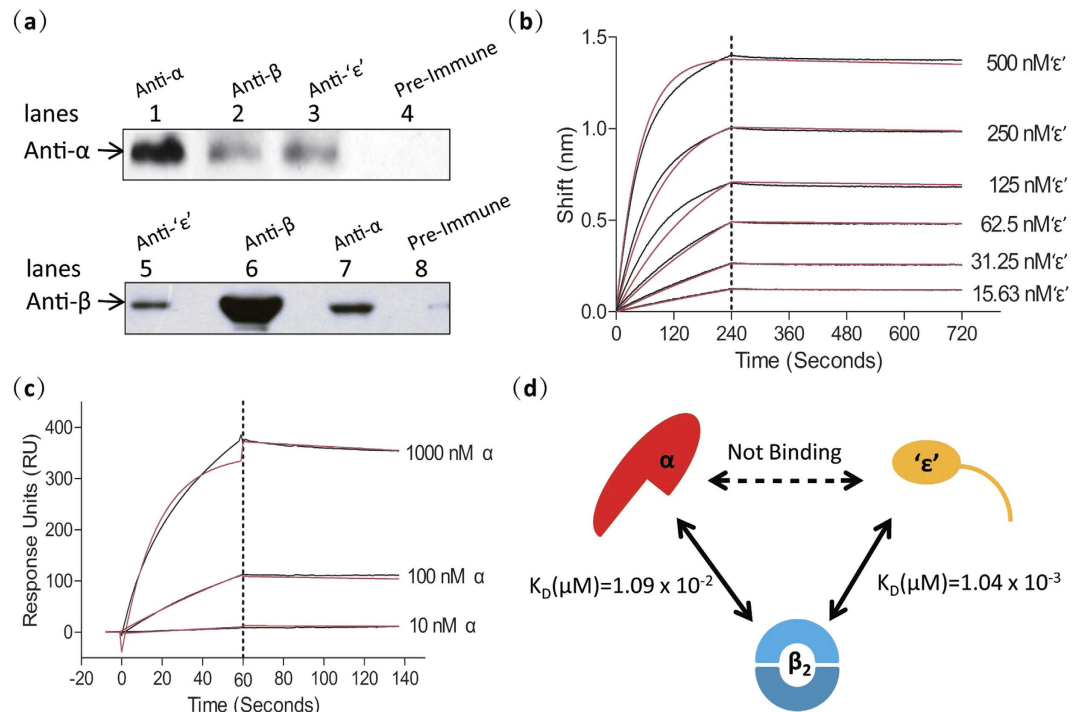 (a)
Anti-α Anti-β Anti-‘ε’ Pre-Immune
lanes 1 2 3 4
Anti-α
Anti-‘ε’ Anti-β Anti-α Pre-Immune
lanes 5 6 7 8
Anti-β
(b)
Shift (nm)
1.5
1.0
0.5
0.0
500 nM‘ε’
250 nM‘ε’
125 nM‘ε’
62.5 nM‘ε’
31.25 nM‘ε’
15.63 nM‘ε’
0 120 240 360 480 600 720
Time (Seconds)
(c)
Response Units (RU)
400
300
200
100
0
1000 nM α
100 nM α
10 nM α
-20 0 20 40 60 80 100 120 140
Time (Seconds)
(d)
α
Not Binding
‘ε’
K_D(μM)=1.09 x 10^-2
K_D(μM)=1.04 x 10^-3
β_2